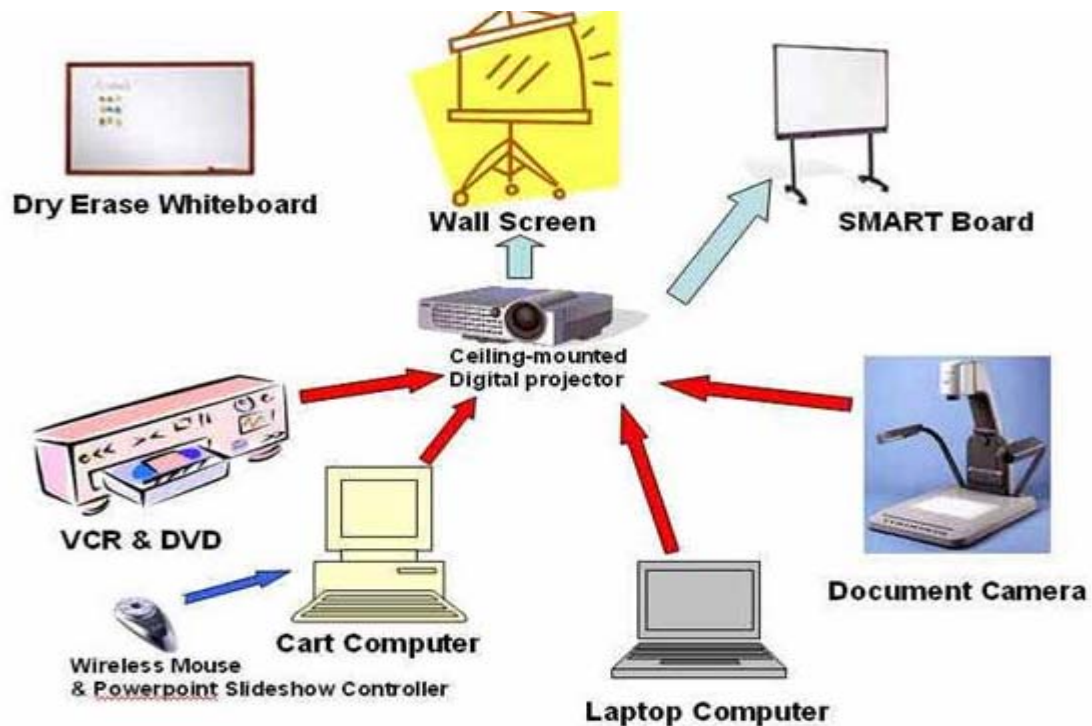 Dry Erase Whiteboard
Wall Screen
SMART Board
Ceiling-mounted
Digital projector
VCR & DVD
Document Camera
Cart Computer
Wireless Mouse
& Powerpoint Slideshow Controller
Laptop Computer